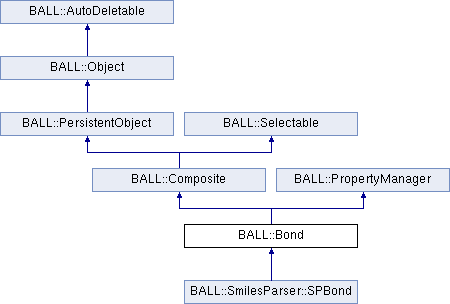 BALL::AutoDeletable
BALL::Object
BALL::PersistentObject
BALL::Selectable
BALL::Composite
BALL::PropertyManager
BALL::Bond
BALL::SmilesParser::SPBond